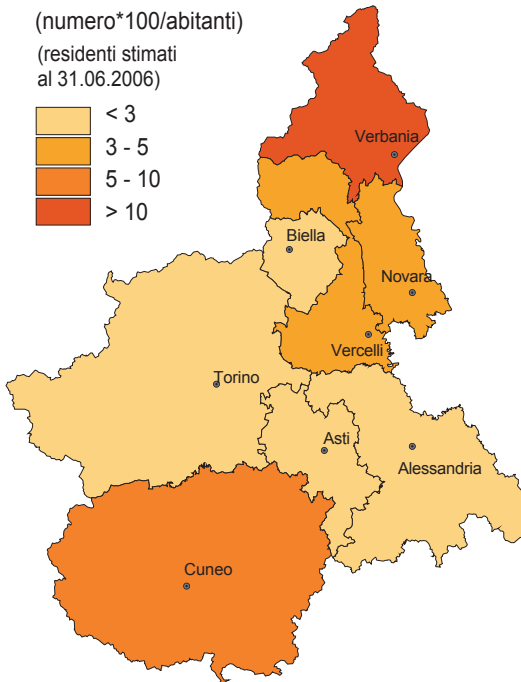 (numero*100/abitanti)
(residenti stimati
al 31.06.2006)
< 3
3 - 5
5 - 10
> 10
Verbania
Biella
Novara
Vercelli
Torino
Asti
Alessandria
Cuneo